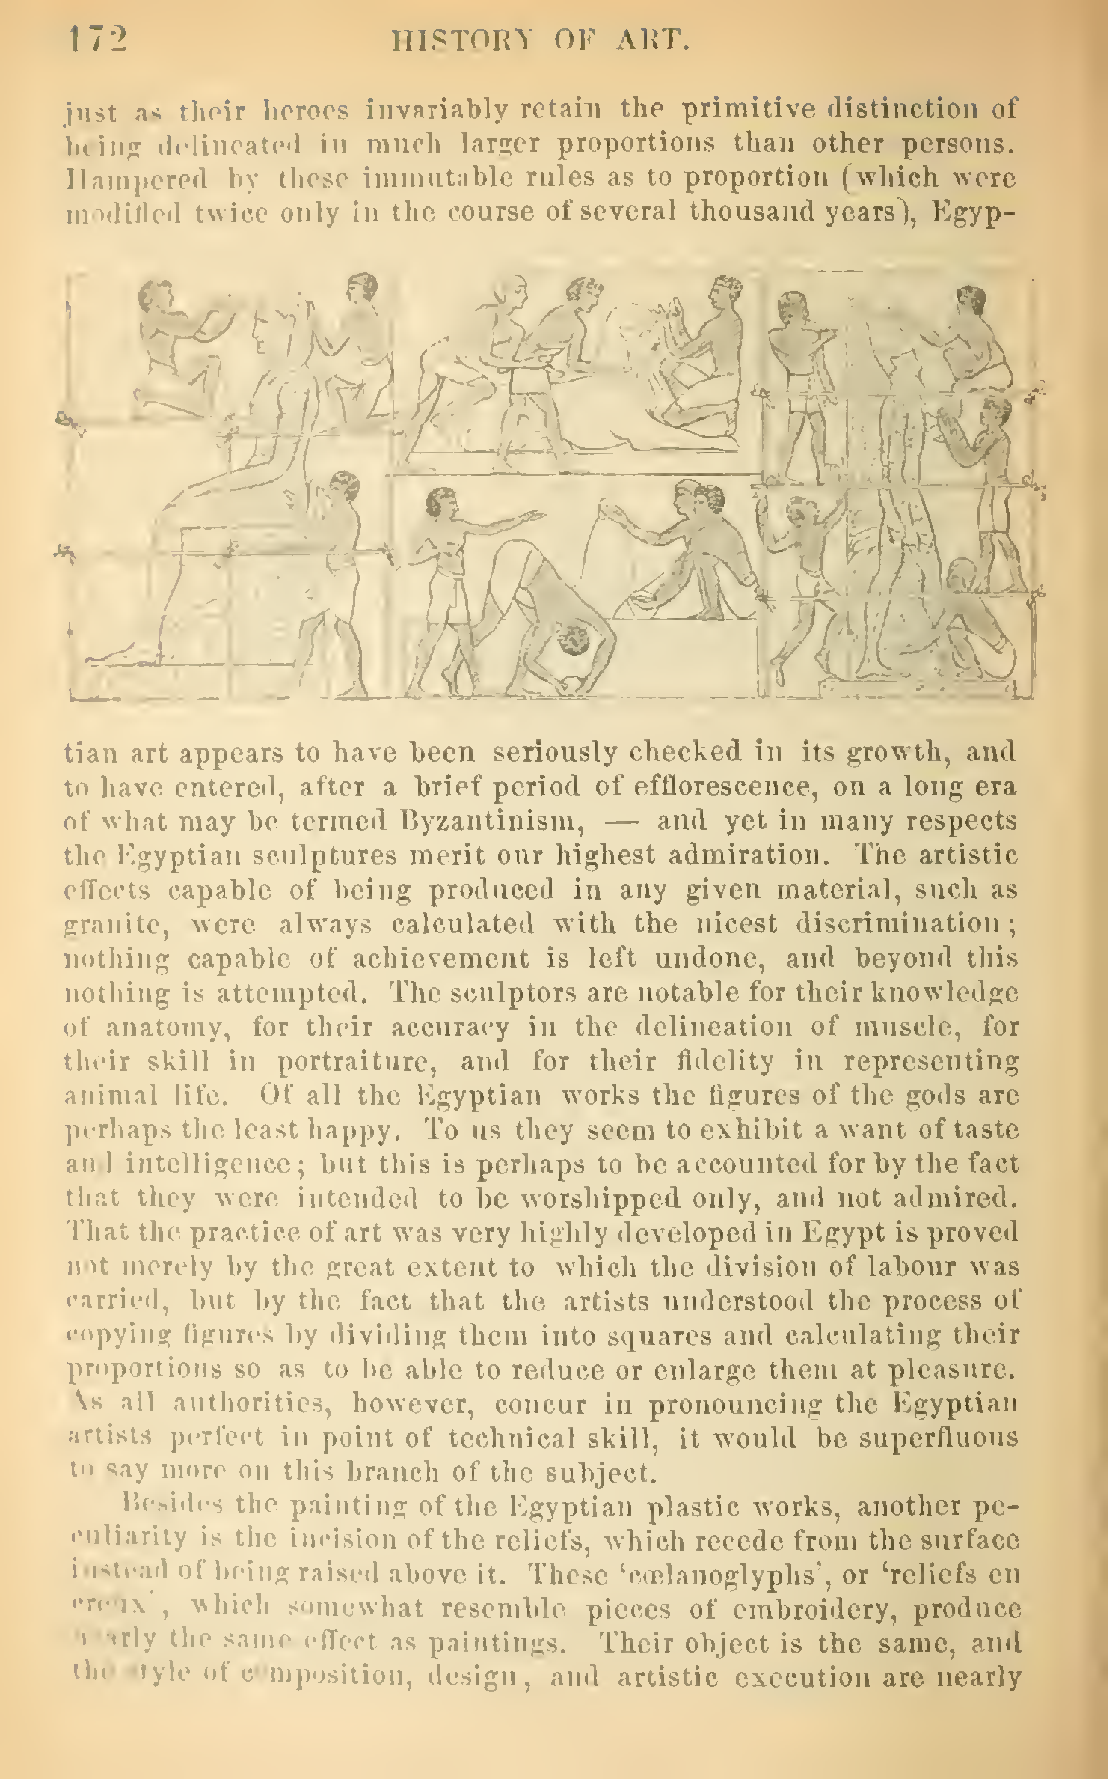 172 HISTORY OF ART.
just as their heroes invariably retain the primitive distinction of
being delineated in much larger proportions than other persons.
Hampered by these immutable rules as to proportion (which were
modified twice only in the course of several thousand years), Egyp-
tian art appears to have been seriously checked in its growth, and
to have entered, after a brief period of efflorescence, on a long era
of what may be termed Byzantinism, — and yet in many respects
the Egyptian sculptures merit our highest admiration. The artistic
effects capable of being produced in any given material, such as
granite, were always calculated with the nicest discrimination;
nothing capable of achievement is left undone, and beyond this
nothing is attempted. The sculptors are notable for their knowledge
of anatomy, for their accuracy in the delineation of muscle, for
their skill in portraiture, and for their fidelity in representing
animal life. Of all the Egyptian works the figures of the gods are
perhaps the least happy. To us they seem to exhibit a want of taste
and intelligence; but this is perhaps to be accounted for by the fact
that they were intended to be worshipped only, and not admired.
That the practice of art was very highly developed in Egypt is proved
not merely by the great extent to which the division of labour was
carried, but by the fact that the artists understood the process of
copying figures by dividing them into squares and calculating their
proportions so as to be able to reduce or enlarge them at pleasure.
As all authorities, however, concur in pronouncing the Egyptian
artists perfect in point of technical skill, it would be superfluous
to say more on this branch of the subject.
Besides the painting of the Egyptian plastic works, another pe-
culiarity is the incision of the reliefs, which recede from the surface
instead of being raised above it. These 'cœlanoglyphs', or 'reliefs en
creux', which somewhat resemble pieces of embroidery, produce
nearly the same effect as paintings. Their object is the same, and
the style of composition, design, and artistic execution are nearly